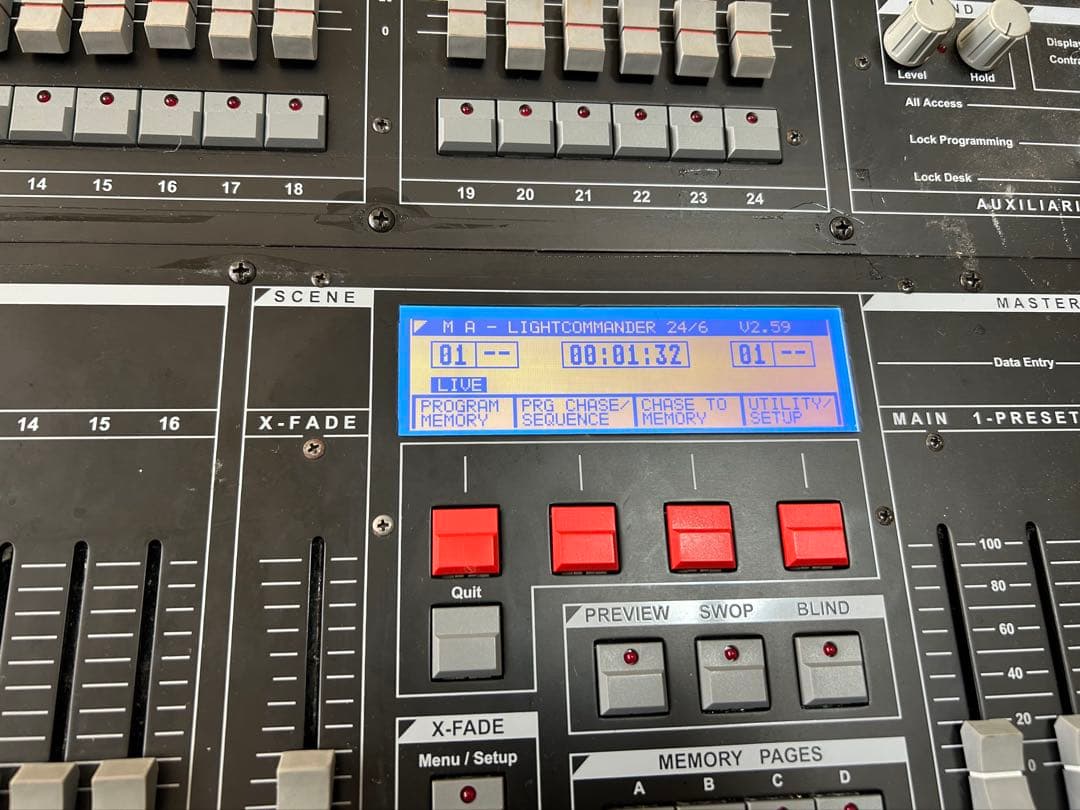 0
0
Level
Hold
All Access
Lock Programming
Lock Desk
14 15 16 17 18
19 20 21 22 23 24
SCENE
MASTER
M A - LIGHTCOMMANDER 24/6 V2.59
01 -- 00:01:32 01 --
LIVE
PROGRAM MEMORY
PRG CHASE/ SEQUENCE
CHASE TO MEMORY
UTILITY/ SETUP
Data Entry
14 15 16
X-FADE
MAIN 1-PRESET
100
80
60
40
20
0
Quit
PREVIEW SWOP BLIND
X-FADE
Menu / Setup
MEMORY PAGES
A B C D